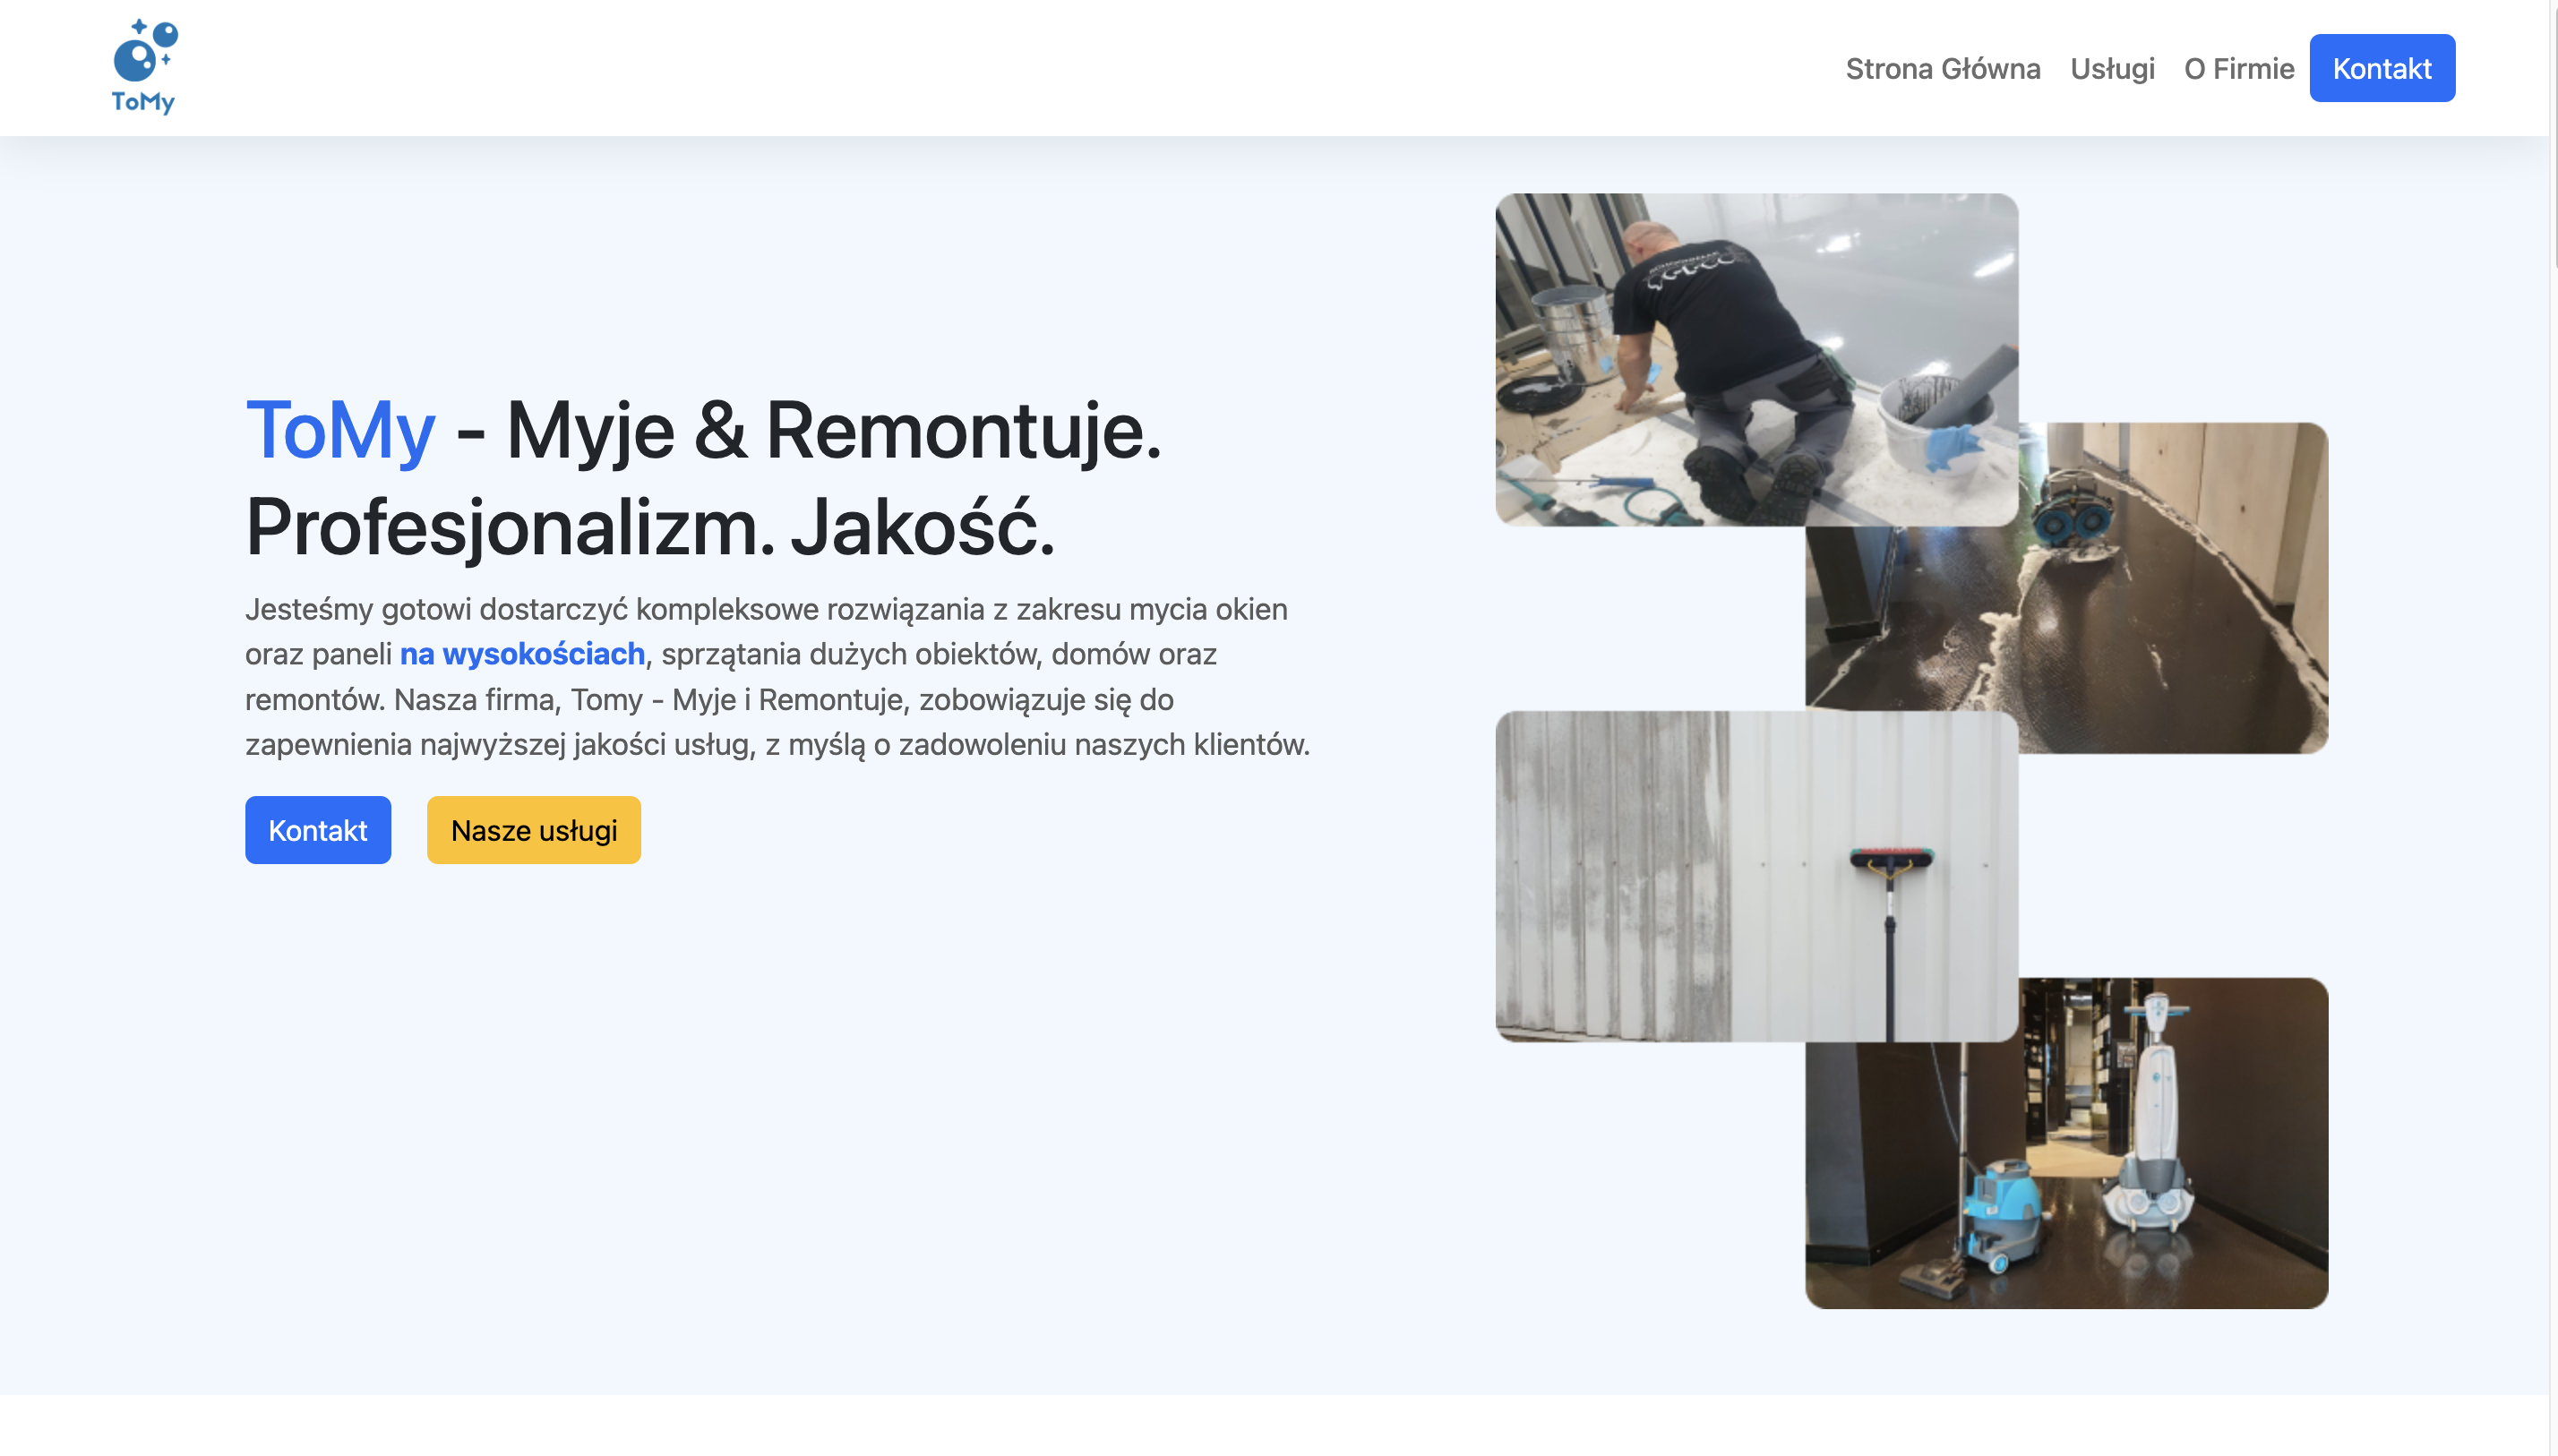 ToMy
Strona Główna Usługi O Firmie Kontakt
ToMy - Myje & Remontuje.
Profesjonalizm. Jakość.
Jesteśmy gotowi dostarczyć kompleksowe rozwiązania z zakresu mycia okien
oraz paneli na wysokościach, sprzątania dużych obiektów, domów oraz
remontów. Nasza firma, Tomy - Myje i Remontuje, zobowiązuje się do
zapewnienia najwyższej jakości usług, z myślą o zadowoleniu naszych klientów.
Kontakt Nasze usługi